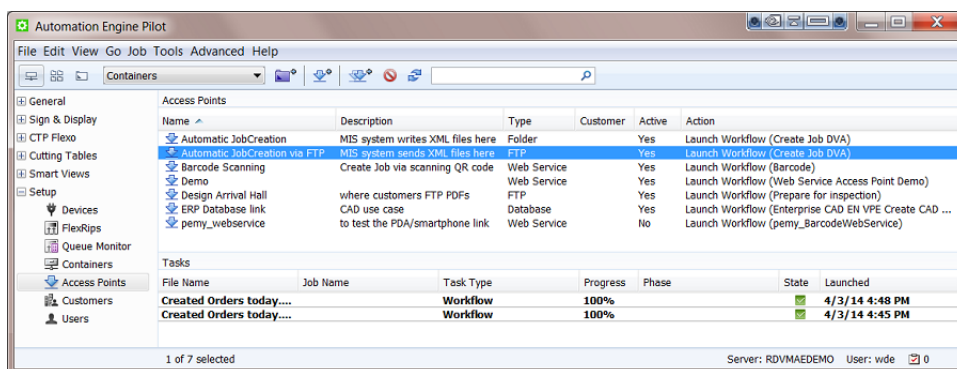 Automation Engine Pilot
File Edit View Go Job Tools Advanced Help
Containers
General
Sign & Display
CTP Flexo
Cutting Tables
Smart Views
Setup
Devices
FlexRips
Queue Monitor
Containers
Access Points
Customers
Users
Access Points
Name Description Type Customer Active Action
Automatic JobCreation MIS system writes XML files here Folder Yes Launch Workflow (Create Job DVA)
Automatic JobCreation via FTP MIS system sends XML files here FTP Yes Launch Workflow (Create Job DVA)
Barcode Scanning Create Job via scanning QR code Web Service Yes Launch Workflow (Barcode)
Demo Web Service Yes Launch Workflow (Web Service Access Point Demo)
Design Arrival Hall where customers FTP PDFs FTP Yes Launch Workflow (Prepare for inspection)
ERP Database link CAD use case Database Yes Launch Workflow (Enterprise CAD EN VPE Create CAD ...
pemy_webservice to test the PDA/smartphone link Web Service No Launch Workflow (pemy_BarcodeWebService)
Tasks
File Name Job Name Task Type Progress Phase State Launched
Created Orders today.... Workflow 100% 4/3/14 4:48 PM
Created Orders today.... Workflow 100% 4/3/14 4:45 PM
1 of 7 selected Server: RDVMAEDEMO User: wde 0